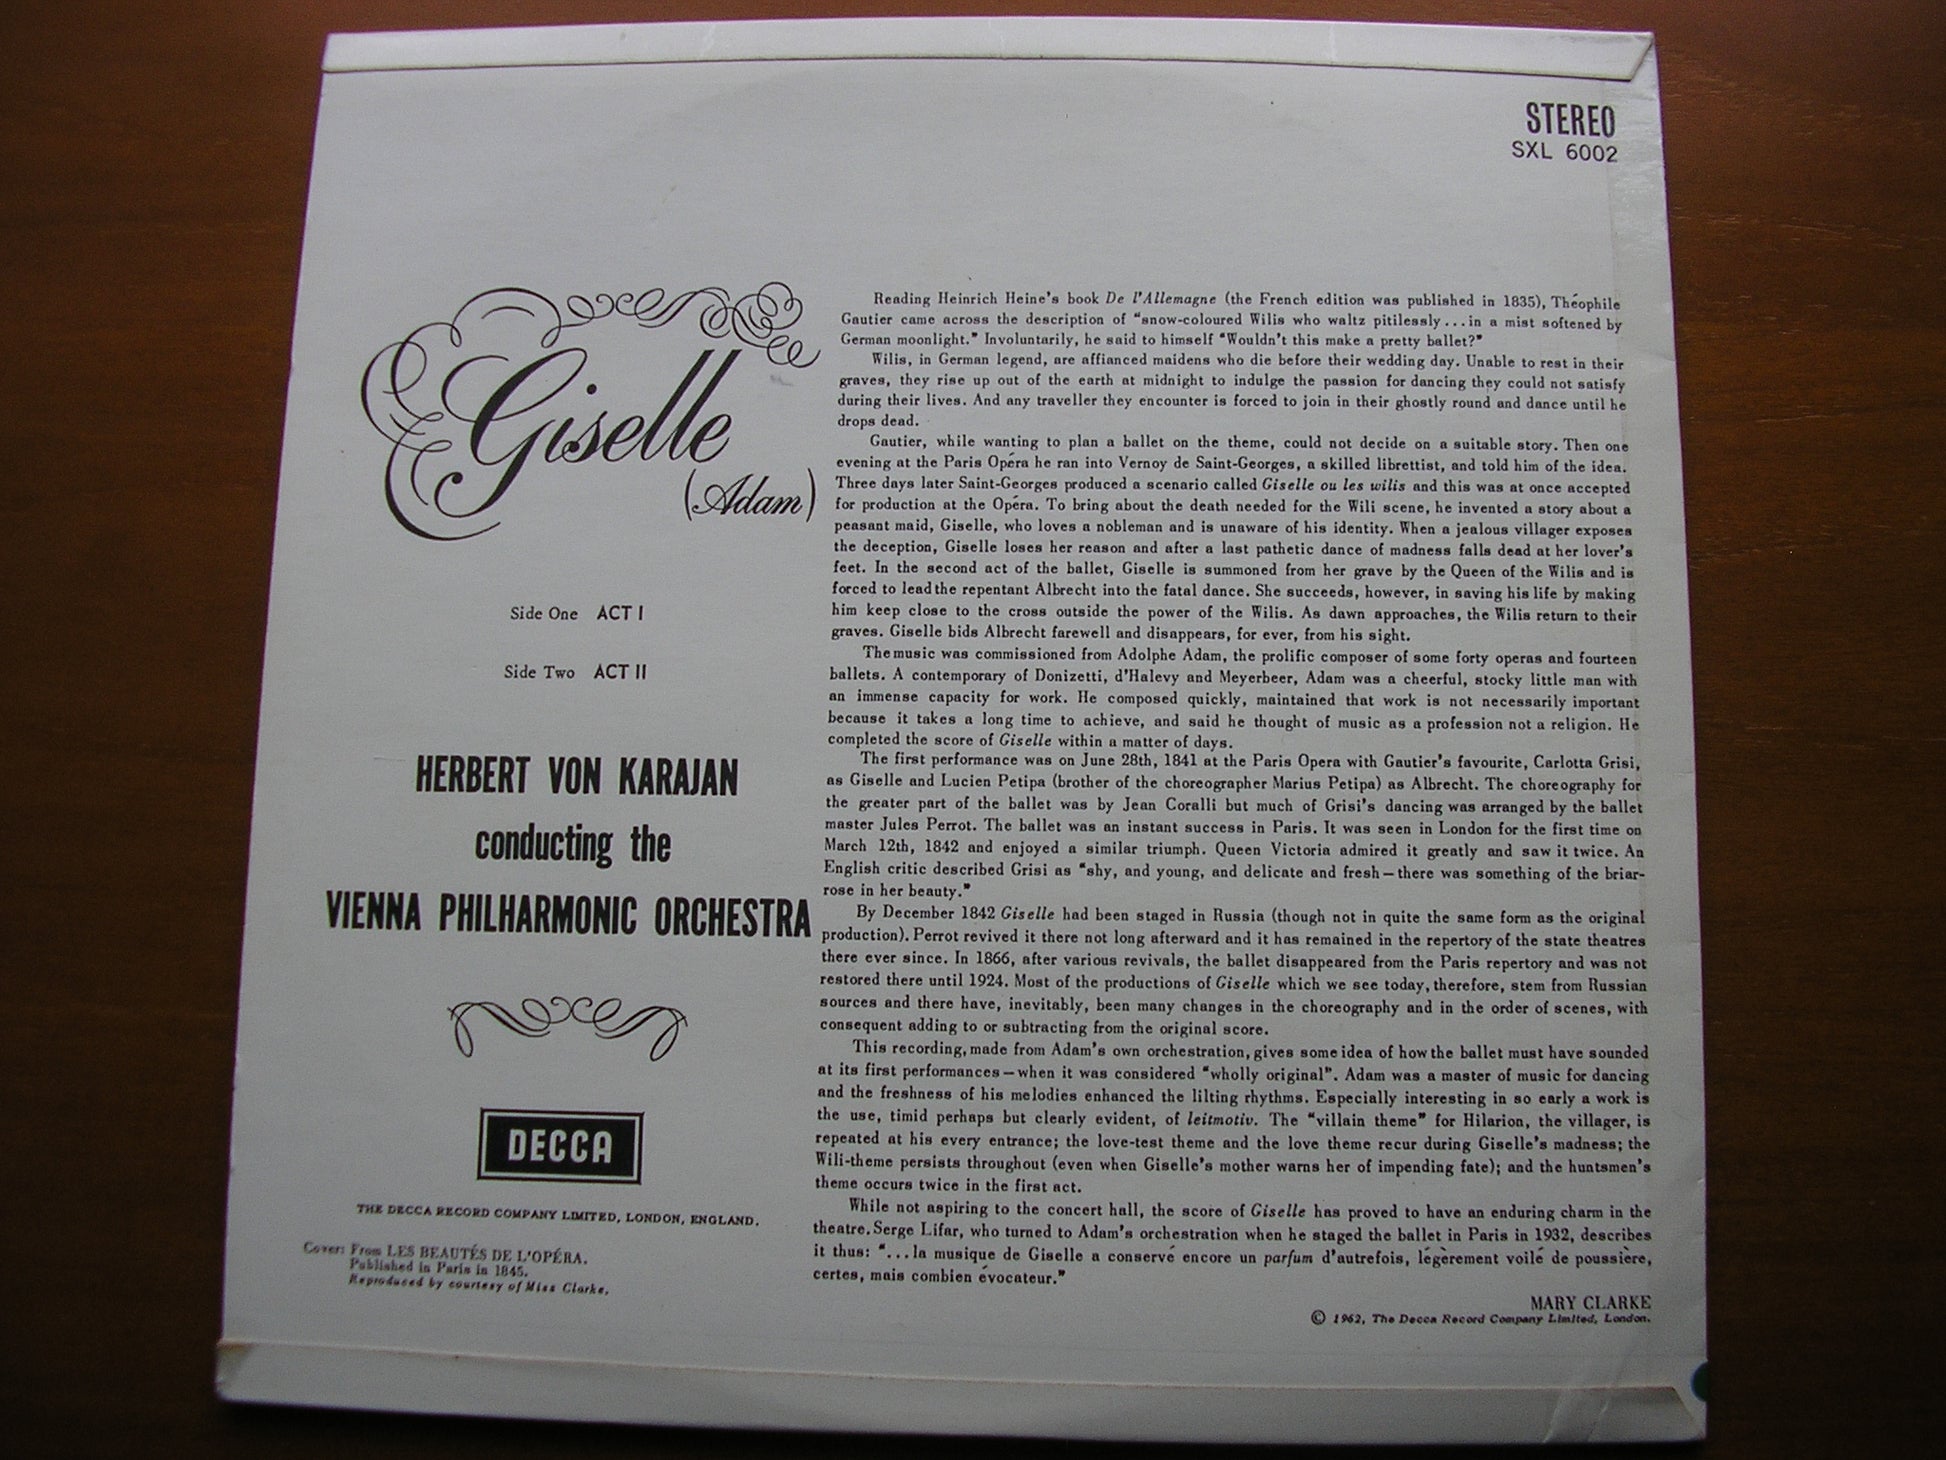 STEREO
SXL 6002
Giselle
(Adam)
Side One ACT I
Side Two ACT II
HERBERT VON KARAJAN
conducting the
VIENNA PHILHARMONIC ORCHESTRA
DECCA
THE DECCA RECORD COMPANY LIMITED, LONDON, ENGLAND.
Cover: From LES BEAUTÉS DE L'OPÉRA.
Published in Paris in 1845.
Reproduced by courtesy of Miss Clarke.
Reading Heinrich Heine's book De l'Allemagne (the French edition was published in 1835), Théophile
Gautier came across the description of "snow-coloured Wilis who waltz pitilessly...in a mist softened by
German moonlight." Involuntarily, he said to himself "Wouldn't this make a pretty ballet?"
Wilis, in German legend, are affianced maidens who die before their wedding day. Unable to rest in their
graves, they rise up out of the earth at midnight to indulge the passion for dancing they could not satisfy
during their lives. And any traveller they encounter is forced to join in their ghostly round and dance until he
drops dead.
Gautier, while wanting to plan a ballet on the theme, could not decide on a suitable story. Then one
evening at the Paris Opéra he ran into Vernoy de Saint-Georges, a skilled librettist, and told him of the idea.
Three days later Saint-Georges produced a scenario called Giselle ou les wilis and this was at once accepted
for production at the Opéra. To bring about the death needed for the Wili scene, he invented a story about a
peasant maid, Giselle, who loves a nobleman and is unaware of his identity. When a jealous villager exposes
the deception, Giselle loses her reason and after a last pathetic dance of madness falls dead at her lover's
feet. In the second act of the ballet, Giselle is summoned from her grave by the Queen of the Wilis and is
forced to lead the repentant Albrecht into the fatal dance. She succeeds, however, in saving his life by making
him keep close to the cross outside the power of the Wilis. As dawn approaches, the Wilis return to their
graves. Giselle bids Albrecht farewell and disappears, for ever, from his sight.
The music was commissioned from Adolphe Adam, the prolific composer of some forty operas and fourteen
ballets. A contemporary of Donizetti, d'Halevy and Meyerbeer, Adam was a cheerful, stocky little man with
an immense capacity for work. He composed quickly, maintained that work is not necessarily important
because it takes a long time to achieve, and said he thought of music as a profession not a religion. He
completed the score of Giselle within a matter of days.
The first performance was on June 28th, 1841 at the Paris Opera with Gautier's favourite, Carlotta Grisi,
as Giselle and Lucien Petipa (brother of the choreographer Marius Petipa) as Albrecht. The choreography for
the greater part of the ballet was by Jean Coralli but much of Grisi's dancing was arranged by the ballet
master Jules Perrot. The ballet was an instant success in Paris. It was seen in London for the first time on
March 12th, 1842 and enjoyed a similar triumph. Queen Victoria admired it greatly and saw it twice. An
English critic described Grisi as "shy, and young, and delicate and fresh—there was something of the briar-
rose in her beauty."
By December 1842 Giselle had been staged in Russia (though not in quite the same form as the original
production). Perrot revived it there not long afterward and it has remained in the repertory of the state theatres
there ever since. In 1866, after various revivals, the ballet disappeared from the Paris repertory and was not
restored there until 1924. Most of the productions of Giselle which we see today, therefore, stem from Russian
sources and there have, inevitably, been many changes in the choreography and in the order of scenes, with
consequent adding to or subtracting from the original score.
This recording, made from Adam's own orchestration, gives some idea of how the ballet must have sounded
at its first performances—when it was considered "wholly original". Adam was a master of music for dancing
and the freshness of his melodies enhanced the lilting rhythms. Especially interesting in so early a work is
the use, timid perhaps but clearly evident, of leitmotiv. The "villain theme" for Hilarion, the villager, is
repeated at his every entrance; the love-test theme and the love theme recur during Giselle's madness; the
Wili-theme persists throughout (even when Giselle's mother warns her of impending fate); and the huntsmen's
theme occurs twice in the first act.
While not aspiring to the concert hall, the score of Giselle has proved to have an enduring charm in the
theatre. Serge Lifar, who turned to Adam's orchestration when he staged the ballet in Paris in 1932, describes
it thus: "...la musique de Giselle a conservé encore un parfum d'autrefois, légèrement voilé de poussière,
certes, mais combien évocateur."
MARY CLARKE
© 1962, The Decca Record Company Limited, London.